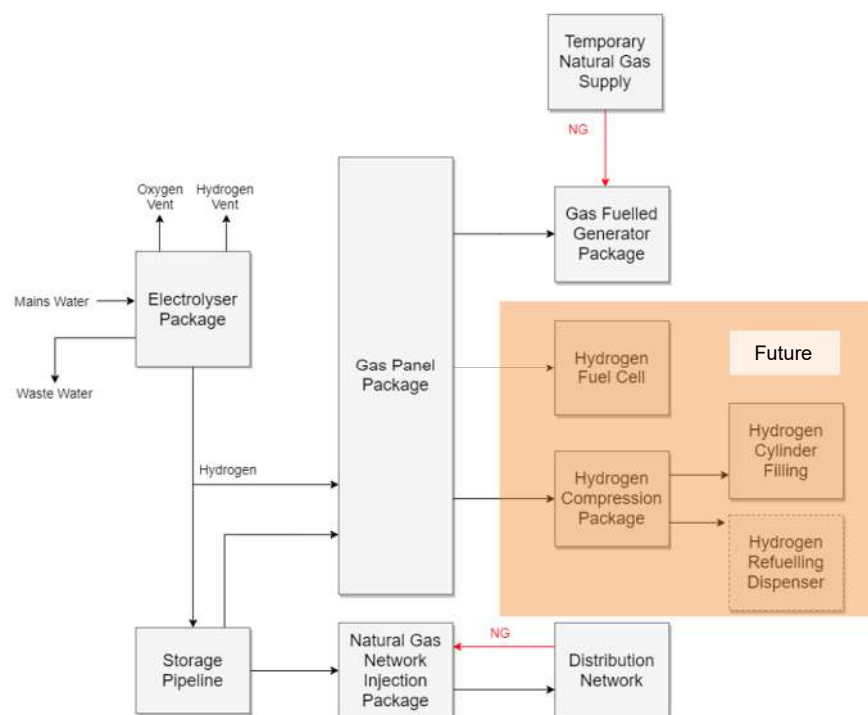 Temporary
Natural Gas
Supply
NG
Oxygen
Vent
Hydrogen
Vent
Gas Fuelled
Generator
Package
Mains Water
Electrolyser
Package
Waste Water
Gas Panel
Package
Hydrogen
Fuel Cell
Future
Hydrogen
Hydrogen
Compression
Package
Hydrogen
Cylinder
Filling
Hydrogen
Refuelling
Dispenser
Storage
Pipeline
Natural Gas
Network
Injection
Package
NG
Distribution
Network